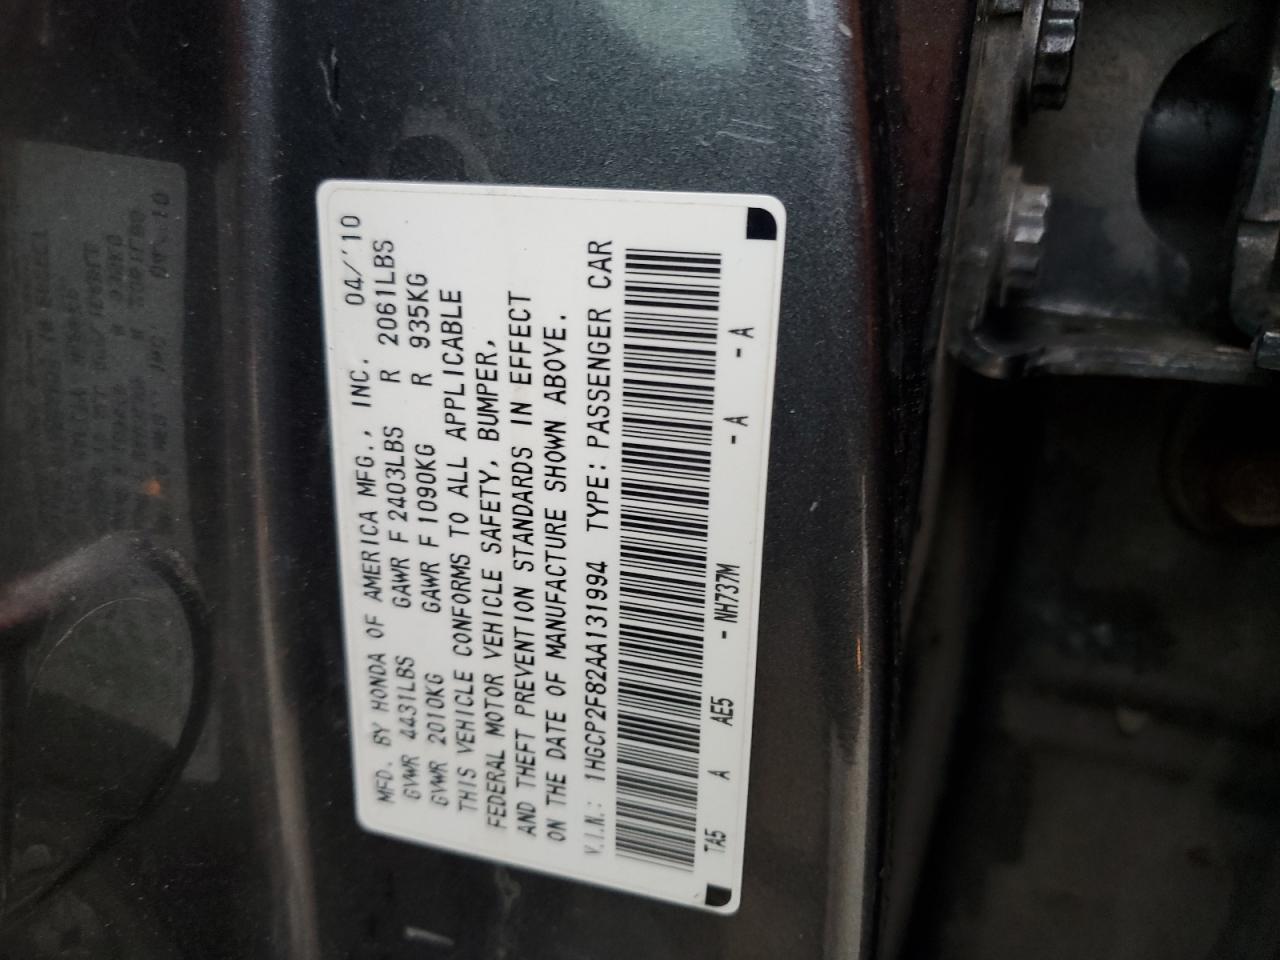 MFD. BY HONDA OF AMERICA MFG., INC. 04/'10
GVWR 4431LBS GAWR F 2403LBS R 2061LBS
GVWR 2010KG GAWR F 1090KG R 935KG
THIS VEHICLE CONFORMS TO ALL APPLICABLE
FEDERAL MOTOR VEHICLE SAFETY, BUMPER,
AND THEFT PREVENTION STANDARDS IN EFFECT
ON THE DATE OF MANUFACTURE SHOWN ABOVE.
V.I.N.: 1HGCP2F82AA131994 TYPE: PASSENGER CAR
TA5 A AE5 - NH737M - A - A